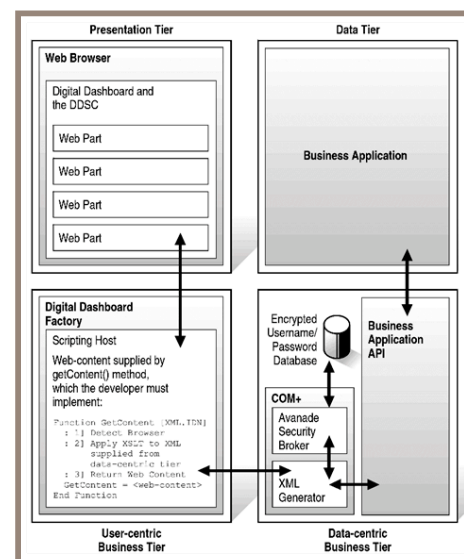 Presentation Tier
Web Browser
Digital Dashboard and
the DDSC
Web Part
Web Part
Web Part
Web Part
Data Tier
Business Application
Digital Dashboard
Factory
Scripting Host
Web-content supplied by
getContent() method,
which the developer must
implement:
Function GetContent [XML,IDN]
: 1] Detect Browser
: 2] Apply XSLT to XML
supplied from
data-centric tier
: 3] Return Web Content
GetContent = <web-content>
End Function
User-centric
Business Tier
Encrypted
Username/
Password
Database
Business
Application
API
COM+
Avanade
Security
Broker
XML
Generator
Data-centric
Business Tier